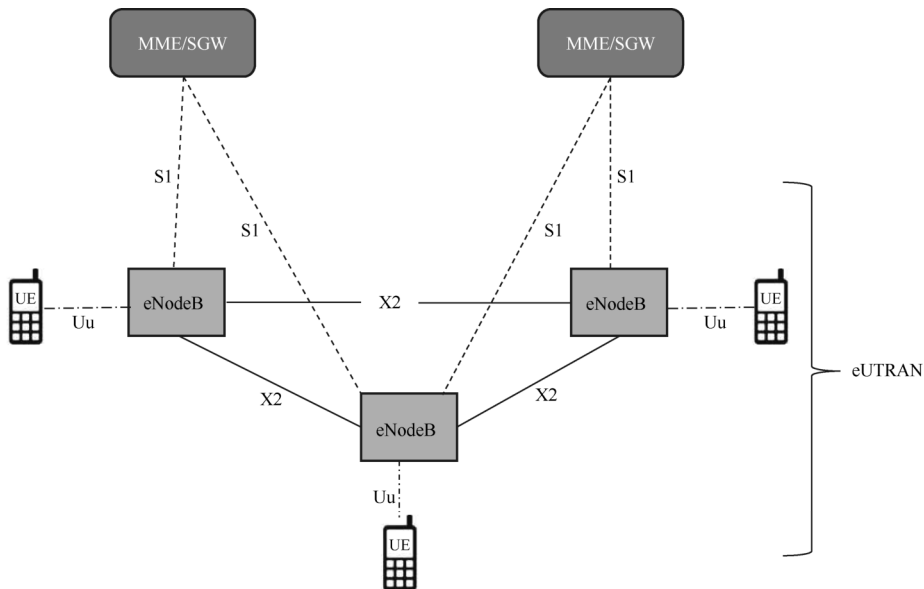 MME/SGW
MME/SGW
S1
S1
S1
S1
UE
eNodeB
X2
eNodeB
UE
Uu
Uu
eUTRAN
X2
X2
eNodeB
Uu
UE